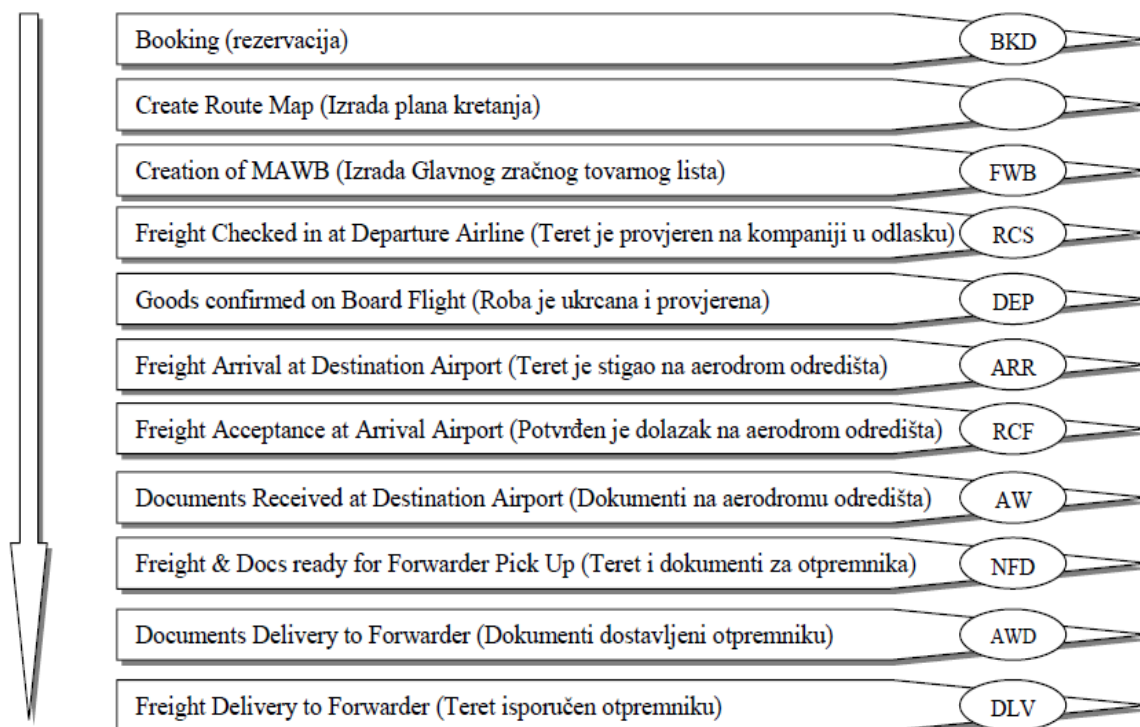 Booking (rezervacija) BKD
Create Route Map (Izrada plana kretanja)
Creation of MAWB (Izrada Glavnog zračnog tovarnog lista) FWB
Freight Checked in at Departure Airline (Teret je provjeren na kompaniji u odlasku) RCS
Goods confirmed on Board Flight (Roba je ukrcana i provjerena) DEP
Freight Arrival at Destination Airport (Teret je stigao na aerodrom odredišta) ARR
Freight Acceptance at Arrival Airport (Potvrđen je dolazak na aerodrom odredišta) RCF
Documents Received at Destination Airport (Dokumenti na aerodromu odredišta) AW
Freight & Docs ready for Forwarder Pick Up (Teret i dokumenti za otpremnika) NFD
Documents Delivery to Forwarder (Dokumenti dostavljeni otpremniku) AWD
Freight Delivery to Forwarder (Teret isporučen otpremniku) DLV